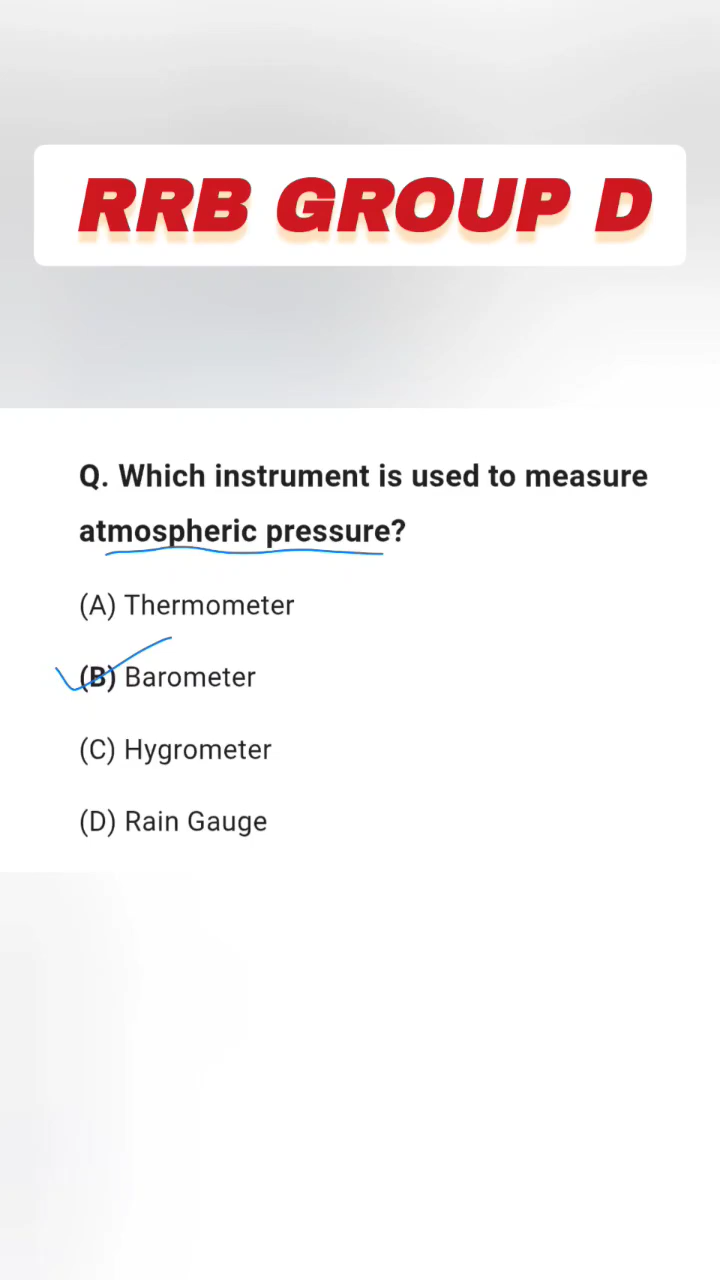 RRB GROUP D
Q. Which instrument is used to measure
atmospheric pressure?
(A) Thermometer
(B) Barometer
(C) Hygrometer
(D) Rain Gauge